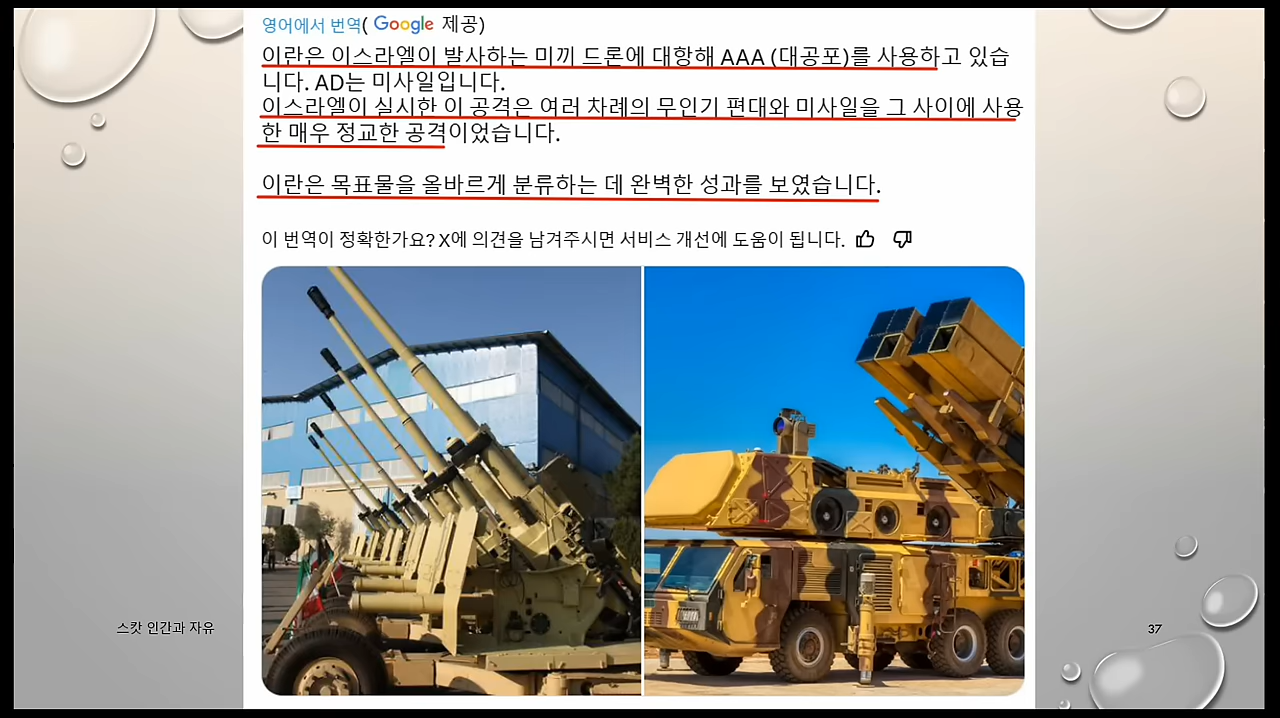 영어에서 번역( Google 제공)
이란은 이스라엘이 발사하는 미끼 드론에 대항해 AAA (대공포)를 사용하고 있습
니다. AD는 미사일입니다.
이스라엘이 실시한 이 공격은 여러 차례의 무인기 편대와 미사일을 그 사이에 사용
한 매우 정교한 공격이었습니다.
이란은 목표물을 올바르게 분류하는 데 완벽한 성과를 보였습니다.
이 번역이 정확한가요? X에 의견을 남겨주시면 서비스 개선에 도움이 됩니다.
스캇 인간과 자유
37